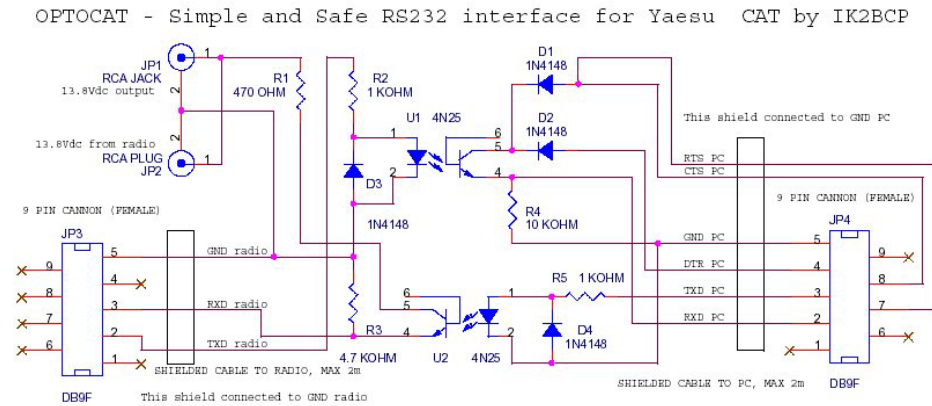 OPTOCAT - Simple and Safe RS232 interface for Yaesu CAT by IK2BCP
JP1
RCA JACK
13.8Vdc output
1
2
R1
470 OHM
R2
1 KOHM
U1
4N25
1
2
6
5
4
D1
1N4148
D2
1N4148
This shield connected to GND PC
13.8Vdc from radio
RCA PLUG
JP2
2
1
D3
1N4148
R4
10 KOHM
RTS PC
CTS PC
GND PC
DTR PC
TXD PC
RXD PC
9 PIN CANNON (FEMALE)
JP4
5
4
3
2
1
9
8
7
6
DB9F
9 PIN CANNON (FEMALE)
JP3
9
8
7
6
5
4
3
2
1
DB9F
GND radio
RXD radio
TXD radio
R3
4.7 KOHM
6
5
4
U2
4N25
1
2
R5 1 KOHM
D4
1N4148
SHIELDED CABLE TO RADIO, MAX 2m
This shield connected to GND radio
SHIELDED CABLE TO PC, MAX 2m